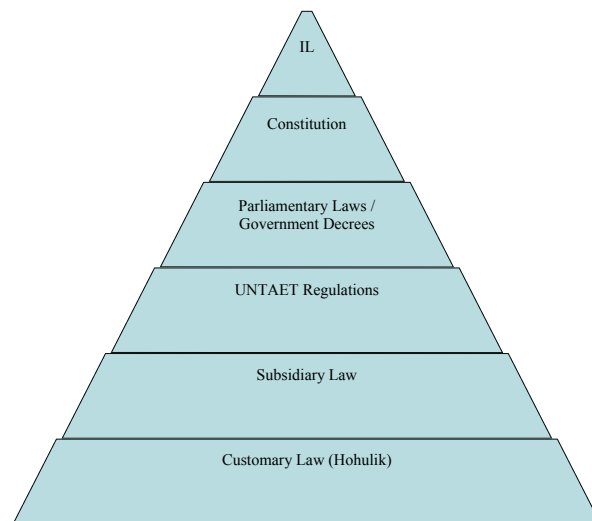 IL
Constitution
Parliamentary Laws /
Government Decrees
UNTAET Regulations
Subsidiary Law
Customary Law (Hohulik)